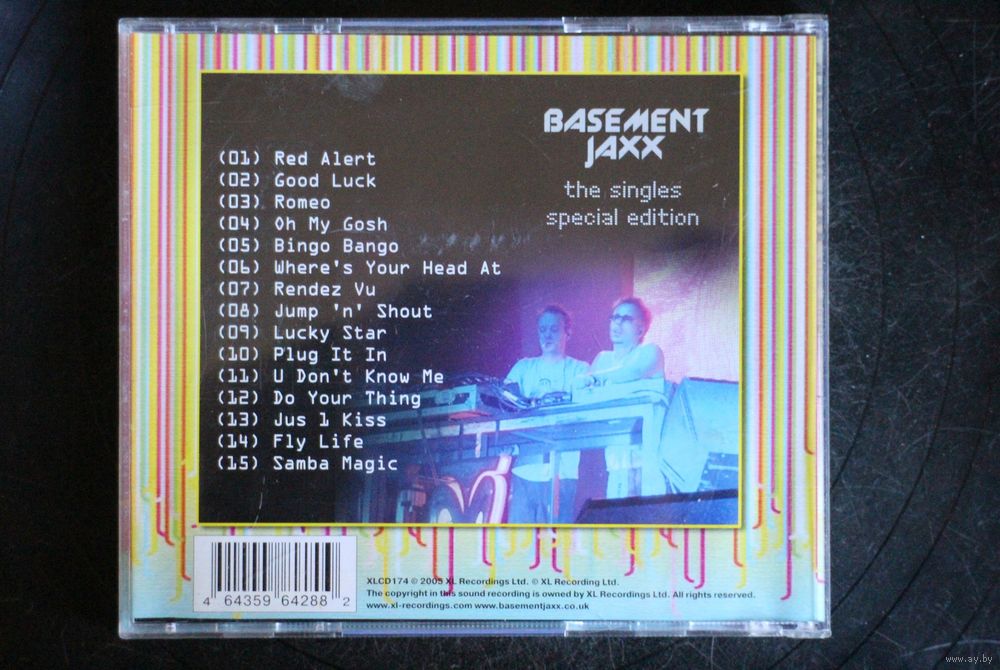 BASEMENT
JAXX
the singles
special edition
(01) Red Alert
(02) Good Luck
(03) Romeo
(04) Oh My Gosh
(05) Bingo Bango
(06) Where's Your Head At
(07) Rendez Vu
(08) Jump 'n' Shout
(09) Lucky Star
(10) Plug It In
(11) U Don't Know Me
(12) Do Your Thing
(13) Jus 1 Kiss
(14) Fly Life
(15) Samba Magic
4 64359 64288 2
XLCD174 © 2005 XL Recordings Ltd. © XL Recording Ltd.
The copyright in this sound recording is owned by XL Recordings Ltd. All rights reserved.
www.xl-recordings.com www.basementjaxx.co.uk
www.ay.by